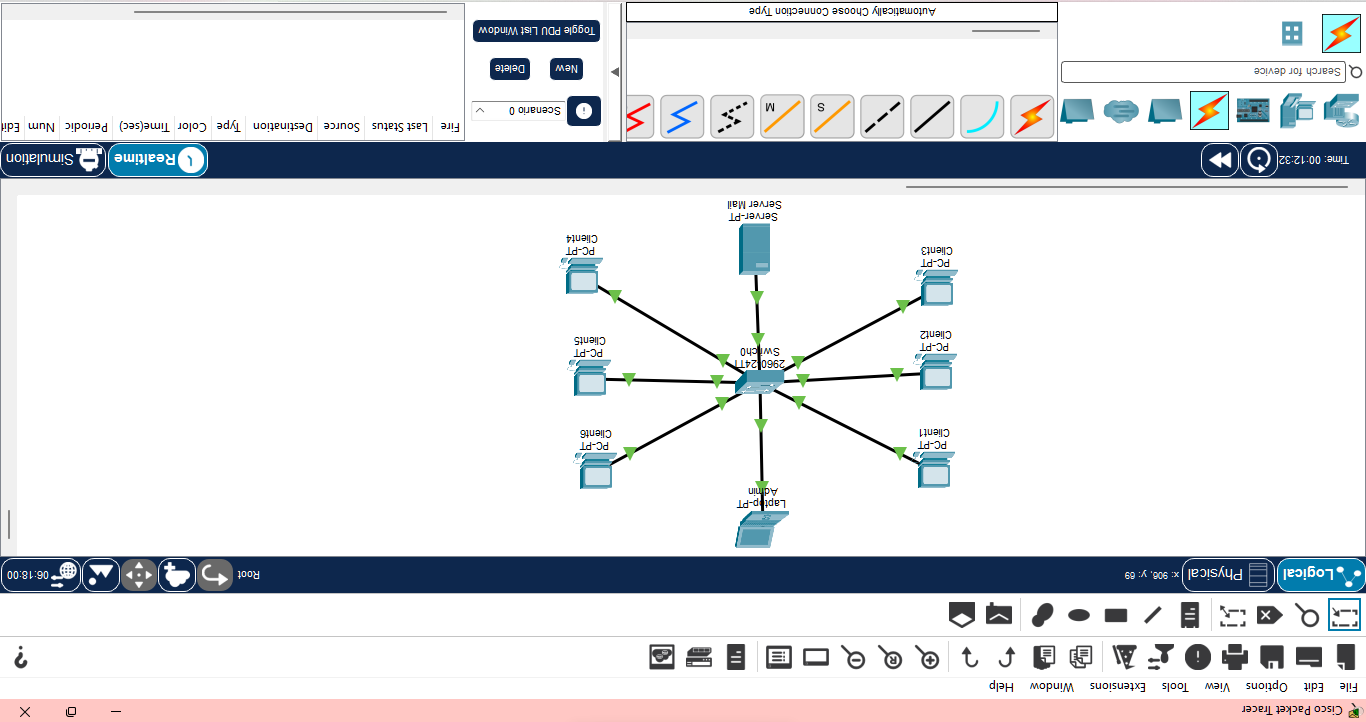 Cisco Packet Tracer
File Edit Options View Tools Extensions Window Help
Logical Physical x: 906, y: 69 Root 06:18:00
Laptop-PT
Admin
PC-PT
Client1
PC-PT
Client6
PC-PT
Client2
2960-24TT
Switch0
PC-PT
Client5
PC-PT
Client3
PC-PT
Client4
Server-PT
Server Mail
Time: 00:12:32 Realtime Simulation
Scenario 0
New Delete
Toggle PDU List Window
Fire Last Status Source Destination Type Color Time(sec) Periodic Num Edit
S M
Search for device
Automatically Choose Connection Type